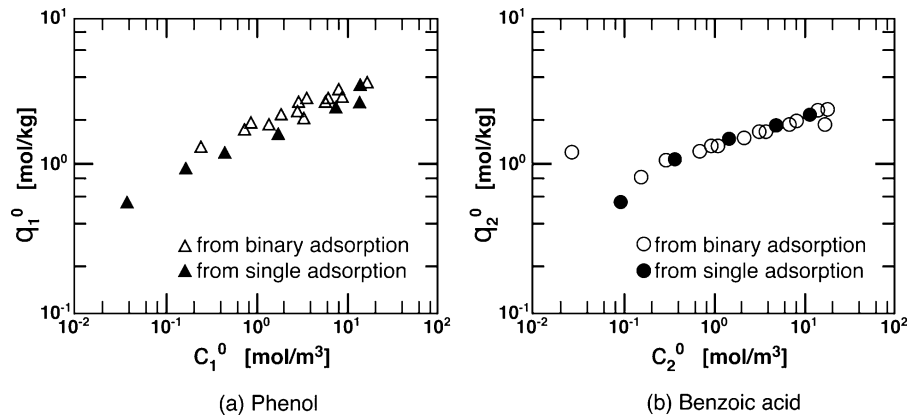 10¹
10⁰
10⁻¹
q₁⁰ [mol/kg]
△ from binary adsorption
▲ from single adsorption
10⁻² 10⁻¹ 10⁰ 10¹ 10²
C₁⁰ [mol/m³]
(a) Phenol
10¹
10⁰
10⁻¹
q₂⁰ [mol/kg]
○ from binary adsorption
● from single adsorption
10⁻² 10⁻¹ 10⁰ 10¹ 10²
C₂⁰ [mol/m³]
(b) Benzoic acid